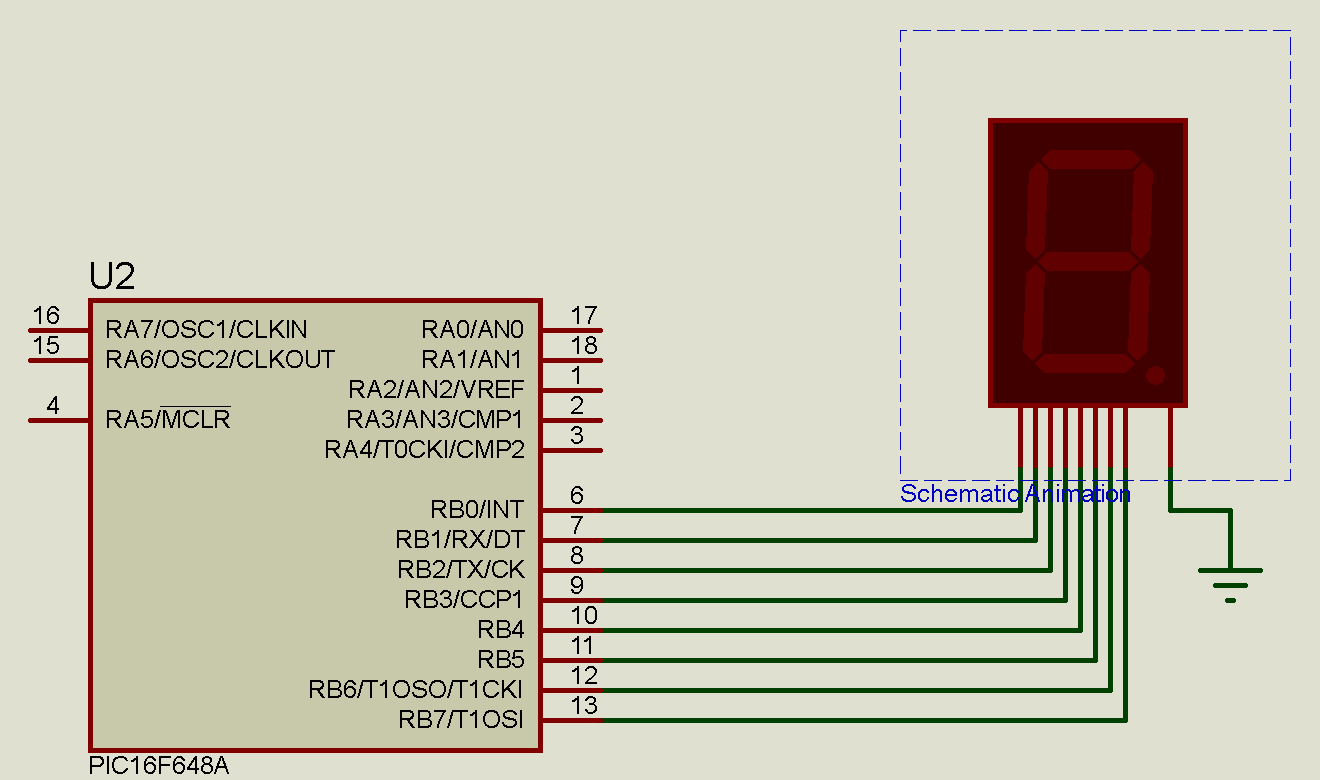 U2
16 RA7/OSC1/CLKIN RA0/AN0 17
15 RA6/OSC2/CLKOUT RA1/AN1 18
RA2/AN2/VREF 1
4 RA5/MCLR RA3/AN3/CMP1 2
RA4/T0CKI/CMP2 3
Schematic Animation
RB0/INT 6
RB1/RX/DT 7
RB2/TX/CK 8
RB3/CCP1 9
RB4 10
RB5 11
RB6/T1OSO/T1CKI 12
RB7/T1OSI 13
PIC16F648A